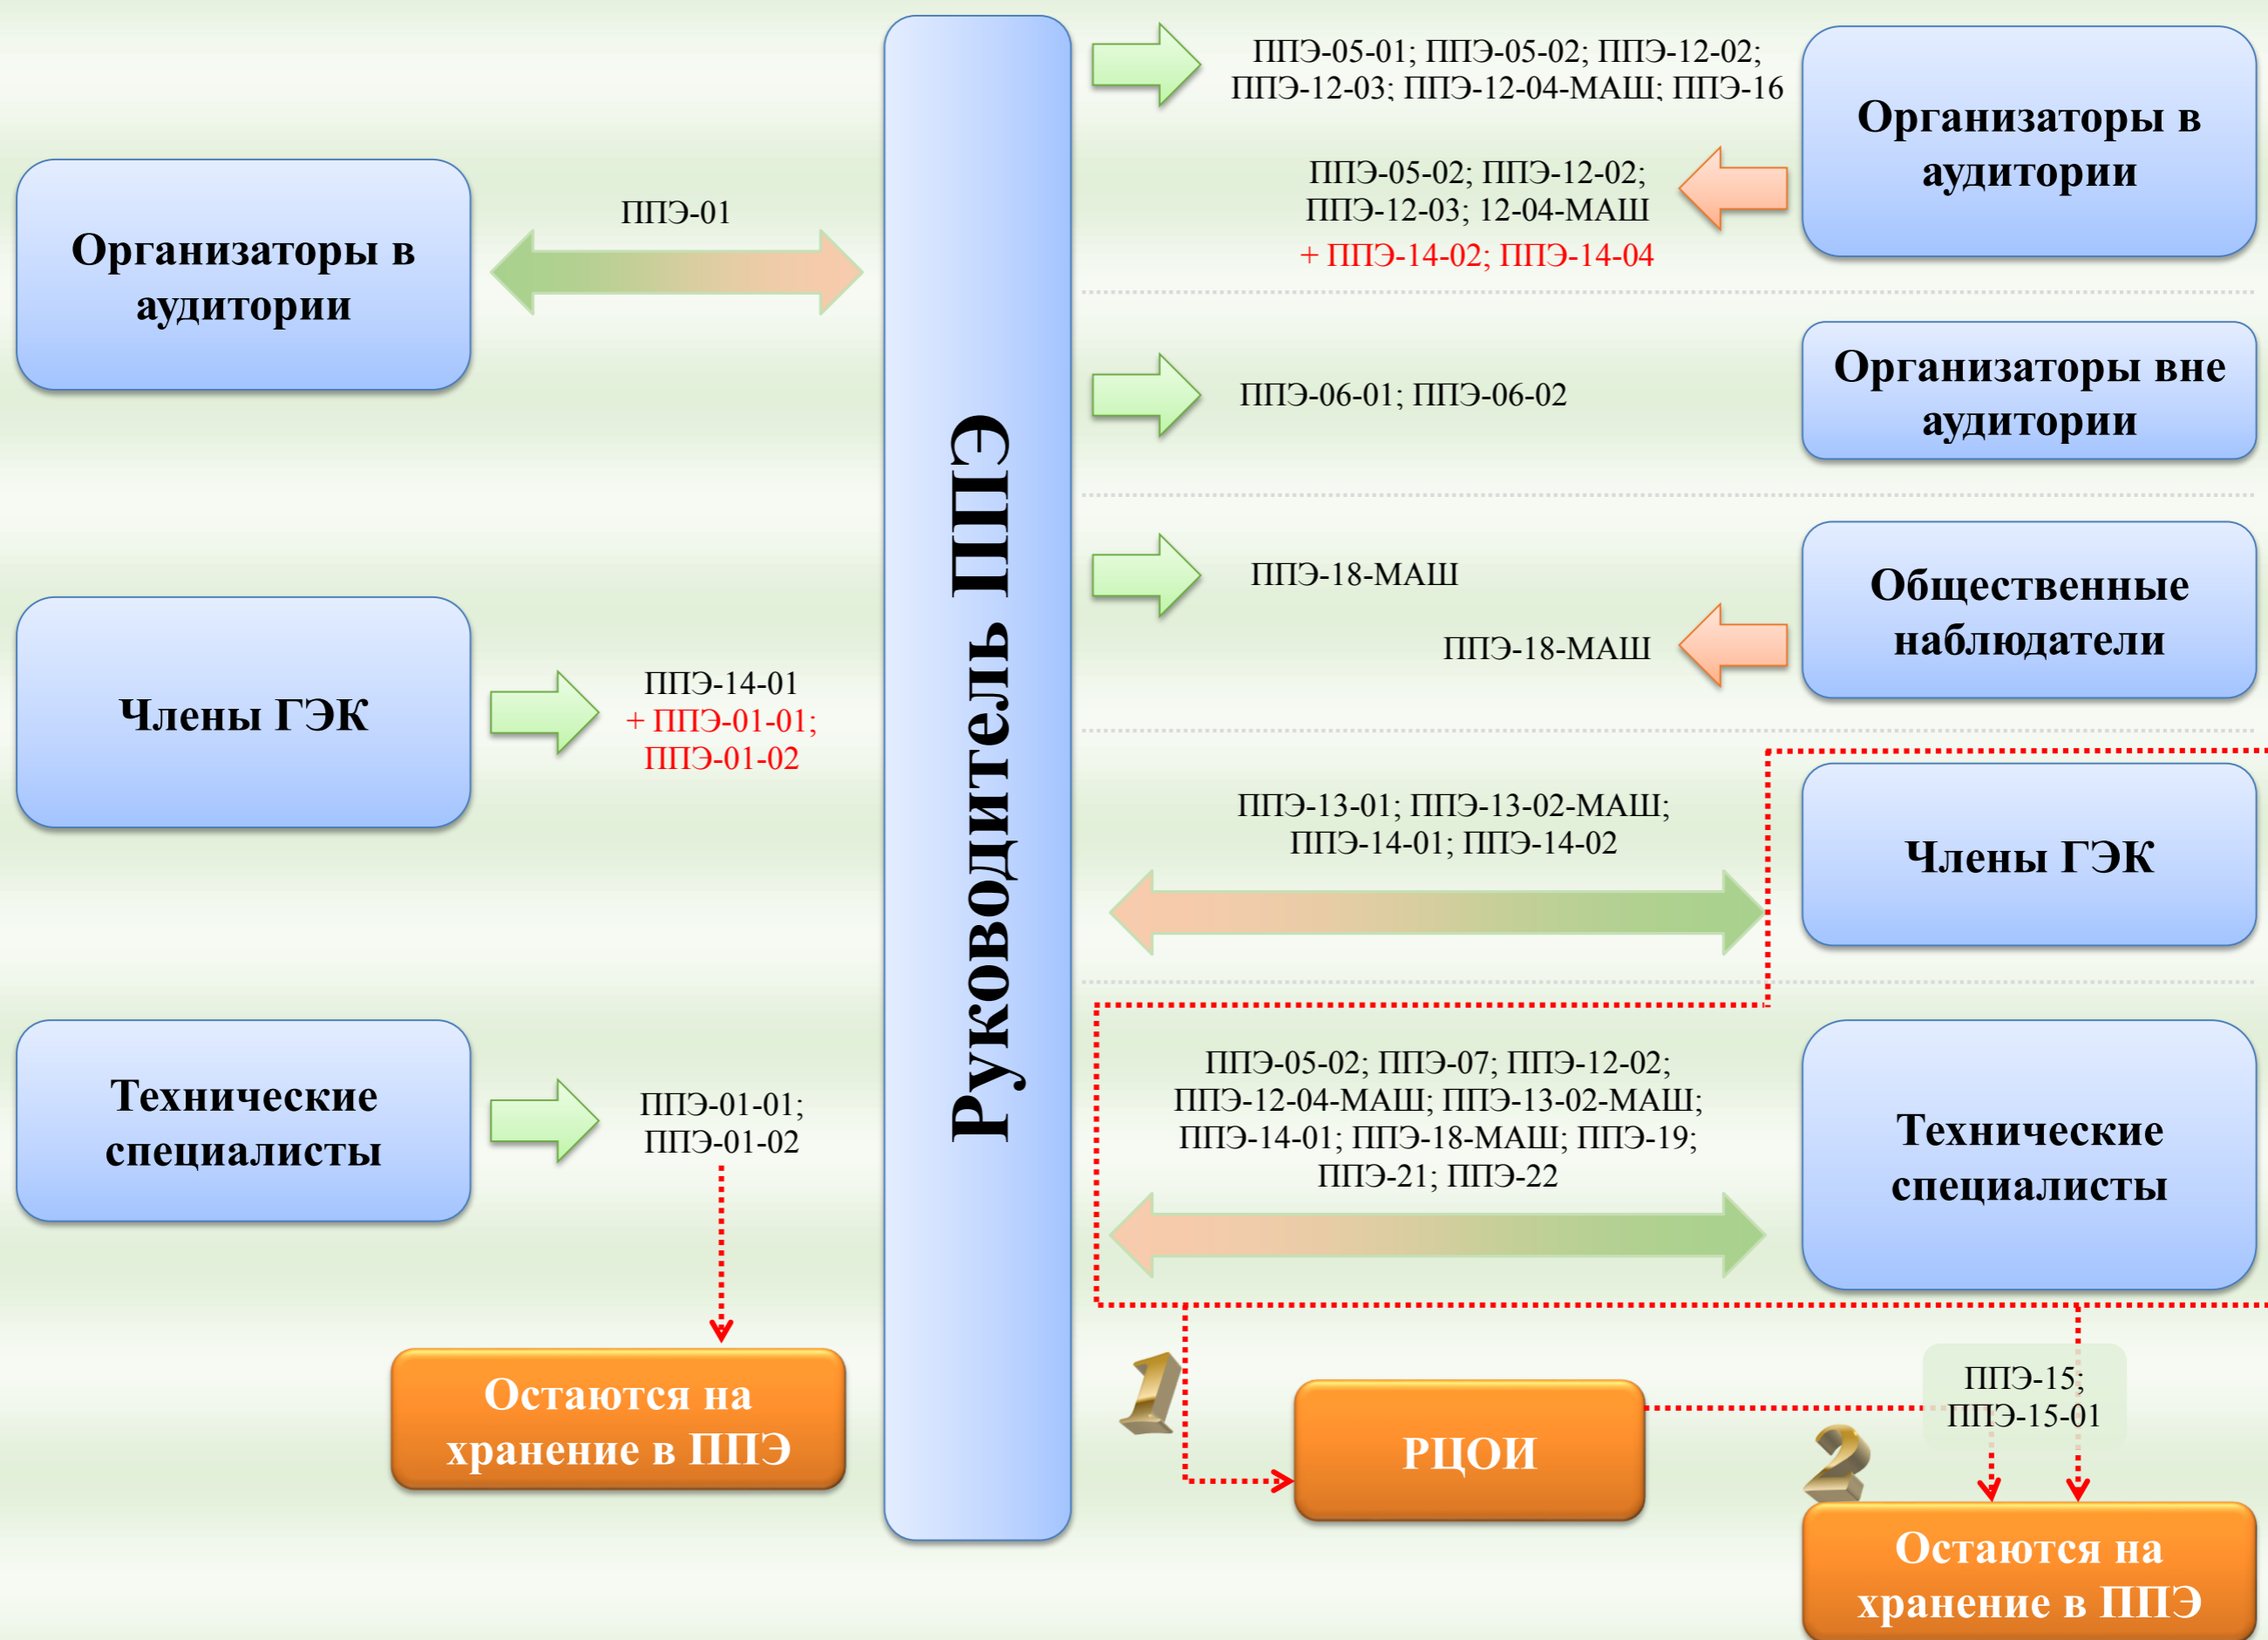 Организаторы в
аудитории
ППЭ-01
Члены ГЭК
ППЭ-14-01
+ ППЭ-01-01;
ППЭ-01-02
Технические
специалисты
ППЭ-01-01;
ППЭ-01-02
Остаются на
хранение в ППЭ
Руководитель ППЭ
ППЭ-05-01; ППЭ-05-02; ППЭ-12-02;
ППЭ-12-03; ППЭ-12-04-МАШ; ППЭ-16
ППЭ-05-02; ППЭ-12-02;
ППЭ-12-03; 12-04-МАШ
+ ППЭ-14-02; ППЭ-14-04
Организаторы в
аудитории
ППЭ-06-01; ППЭ-06-02
Организаторы вне
аудитории
ППЭ-18-МАШ
ППЭ-18-МАШ
Общественные
наблюдатели
ППЭ-13-01; ППЭ-13-02-МАШ;
ППЭ-14-01; ППЭ-14-02
Члены ГЭК
ППЭ-05-02; ППЭ-07; ППЭ-12-02;
ППЭ-12-04-МАШ; ППЭ-13-02-МАШ;
ППЭ-14-01; ППЭ-18-МАШ; ППЭ-19;
ППЭ-21; ППЭ-22
Технические
специалисты
1
РЦОИ
ППЭ-15;
ППЭ-15-01
2
Остаются на
хранение в ППЭ